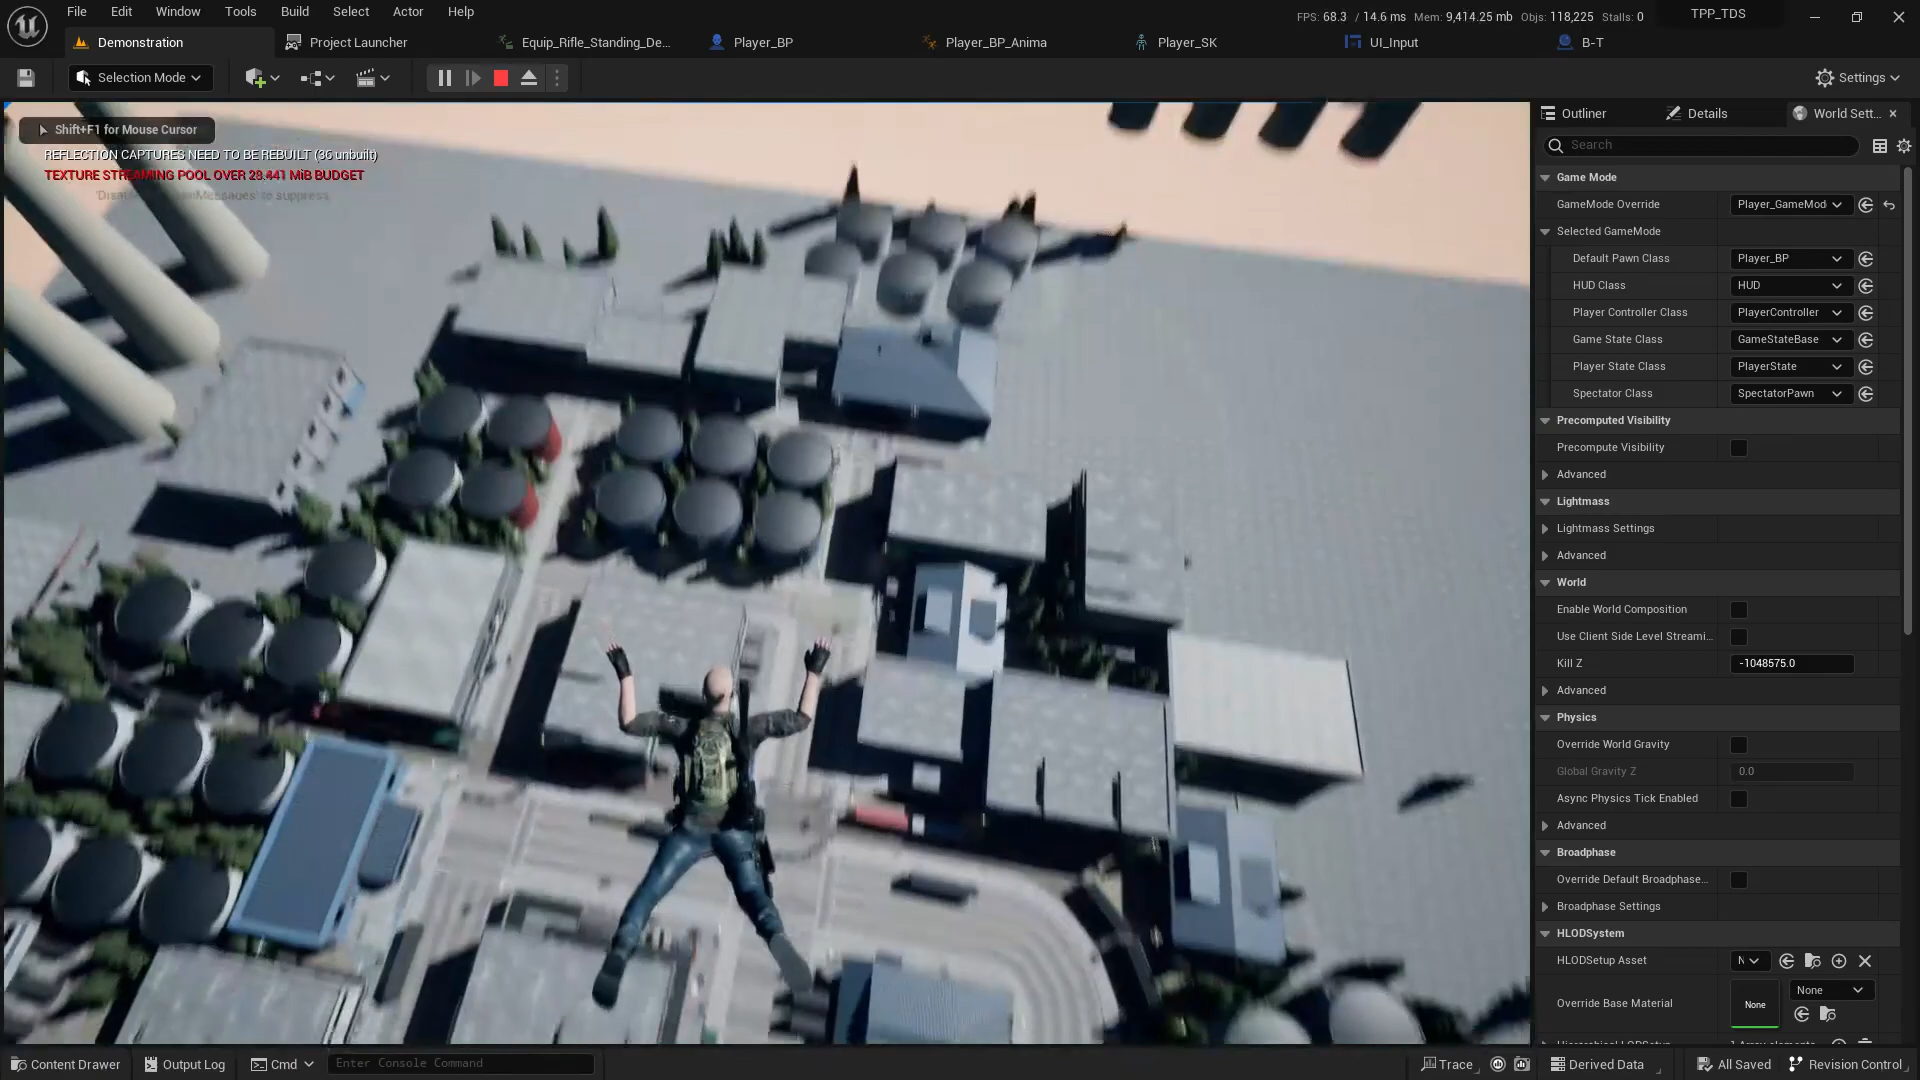 File Edit Window Tools Build Select Actor Help
FPS: 68.3 / 14.6 ms Mem: 9,414.25 mb Objs: 118,225 Stalls: 0
TPP_TDS
Demonstration
Project Launcher
Equip_Rifle_Standing_De...
Player_BP
Player_BP_Anima
Player_SK
UI_Input
B-T
Selection Mode
Settings
Shift+F1 for Mouse Cursor
REFLECTION CAPTURES NEED TO BE REBUILT (36 unbuilt)
TEXTURE STREAMING POOL OVER 28.441 MiB BUDGET
to suppress
Outliner
Details
World Sett...
Search
Game Mode
GameMode Override Player_GameMod
Selected GameMode
Default Pawn Class Player_BP
HUD Class HUD
Player Controller Class PlayerController
Game State Class GameStateBase
Player State Class PlayerState
Spectator Class SpectatorPawn
Precomputed Visibility
Precompute Visibility
Advanced
Lightmass
Lightmass Settings
Advanced
World
Enable World Composition
Use Client Side Level Streami...
Kill Z -1048575.0
Advanced
Physics
Override World Gravity
Global Gravity Z 0.0
Async Physics Tick Enabled
Advanced
Broadphase
Override Default Broadphase...
Broadphase Settings
HLODSystem
HLODSetup Asset N
Override Base Material None None
Content Drawer
Output Log
Cmd
Enter Console Command
Trace
Derived Data
All Saved
Revision Control